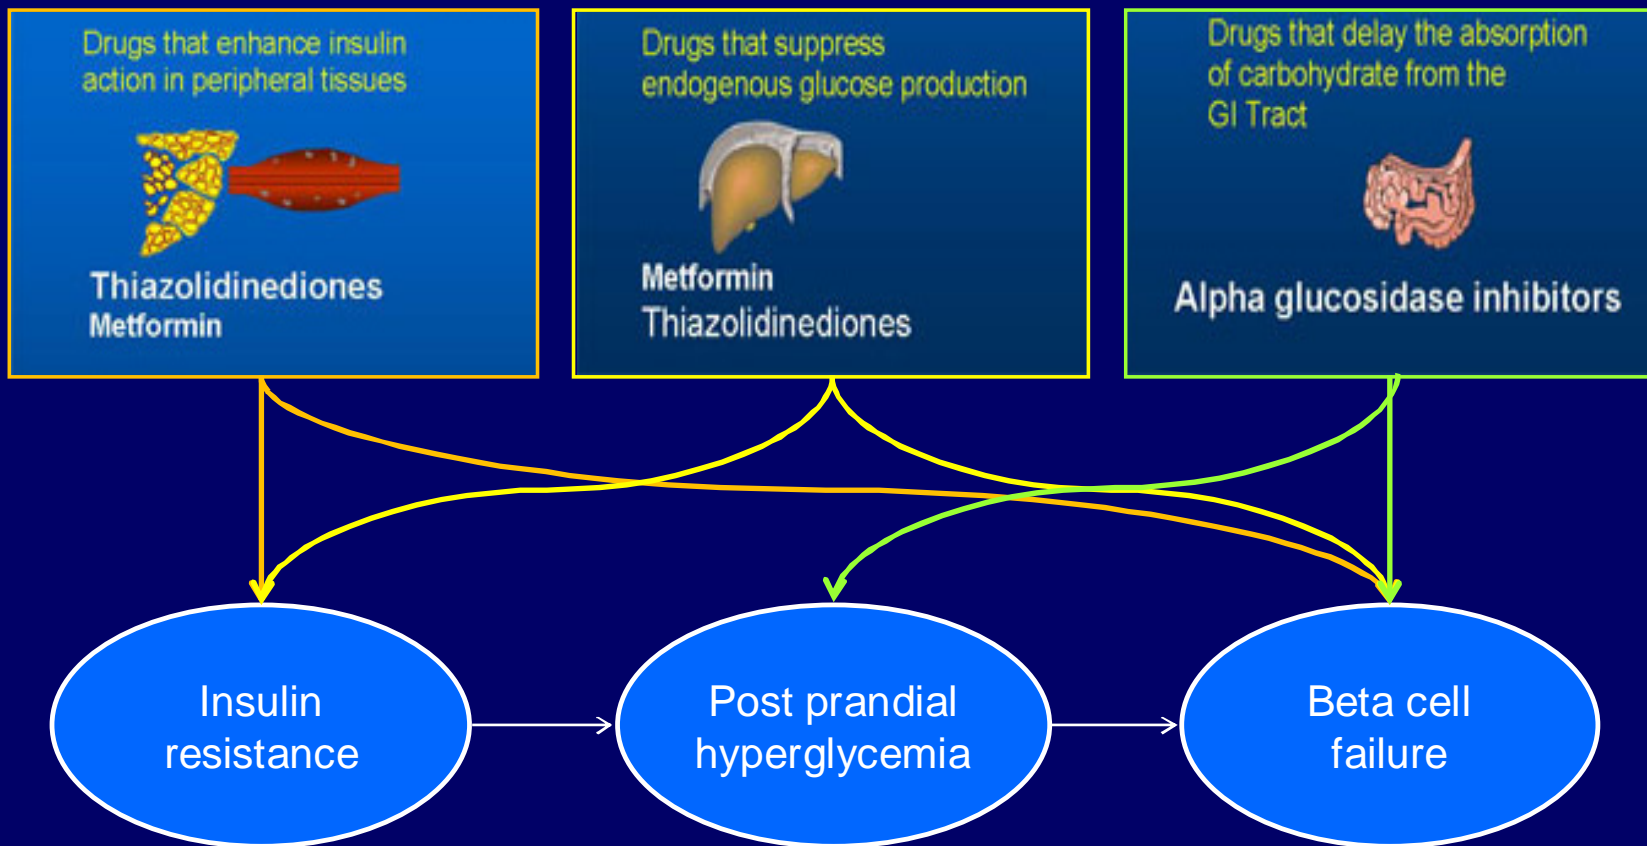 Drugs that enhance insulin
action in peripheral tissues
Thiazolidinediones
Metformin
Drugs that suppress
endogenous glucose production
Metformin
Thiazolidinediones
Drugs that delay the absorption
of carbohydrate from the
GI Tract
Alpha glucosidase inhibitors
Insulin
resistance
Post prandial
hyperglycemia
Beta cell
failure